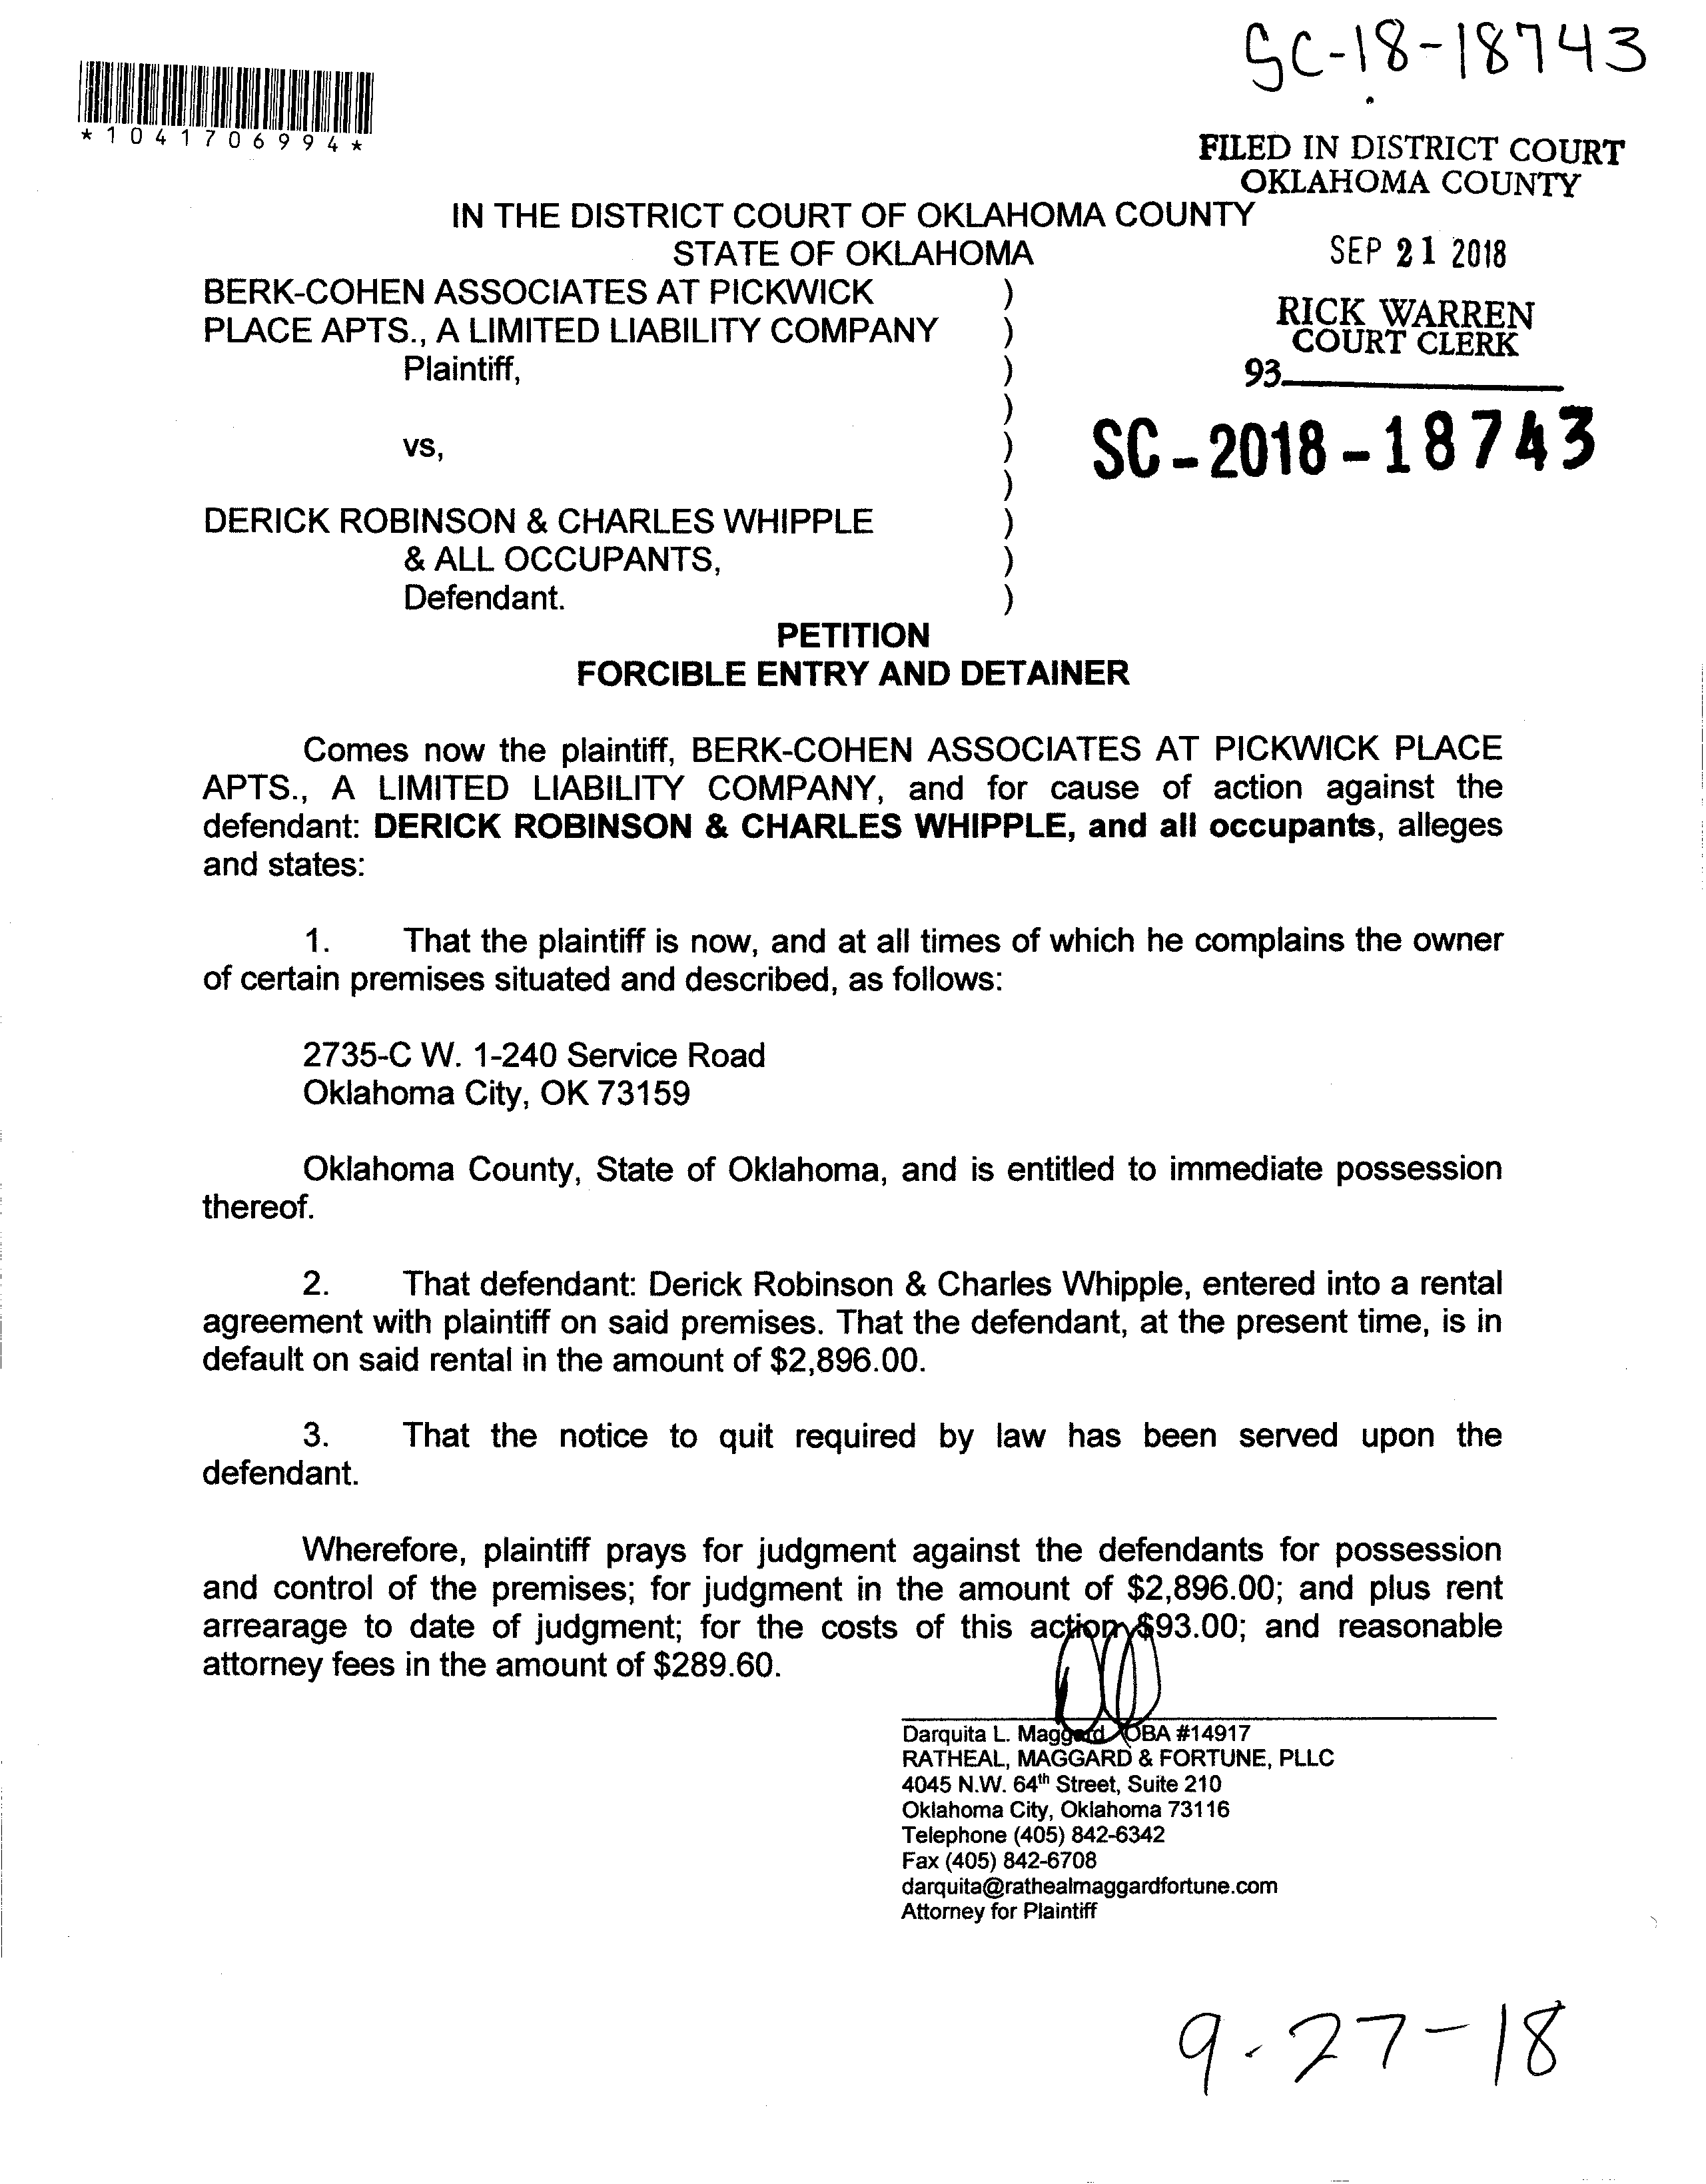 SC-18-18743
*1041706994*
FILED IN DISTRICT COURT
OKLAHOMA COUNTY
IN THE DISTRICT COURT OF OKLAHOMA COUNTY
STATE OF OKLAHOMA
SEP 21 2018
BERK-COHEN ASSOCIATES AT PICKWICK )
PLACE APTS., A LIMITED LIABILITY COMPANY )
Plaintiff, )
)
vs, )
)
DERICK ROBINSON & CHARLES WHIPPLE )
& ALL OCCUPANTS, )
Defendant. )
RICK WARREN
COURT CLERK
93
SC-2018-18743
PETITION
FORCIBLE ENTRY AND DETAINER
Comes now the plaintiff, BERK-COHEN ASSOCIATES AT PICKWICK PLACE
APTS., A LIMITED LIABILITY COMPANY, and for cause of action against the
defendant: DERICK ROBINSON & CHARLES WHIPPLE, and all occupants, alleges
and states:
1. That the plaintiff is now, and at all times of which he complains the owner
of certain premises situated and described, as follows:
2735-C W. 1-240 Service Road
Oklahoma City, OK 73159
Oklahoma County, State of Oklahoma, and is entitled to immediate possession
thereof.
2. That defendant: Derick Robinson & Charles Whipple, entered into a rental
agreement with plaintiff on said premises. That the defendant, at the present time, is in
default on said rental in the amount of $2,896.00.
3. That the notice to quit required by law has been served upon the
defendant.
Wherefore, plaintiff prays for judgment against the defendants for possession
and control of the premises; for judgment in the amount of $2,896.00; and plus rent
arrearage to date of judgment; for the costs of this action $93.00; and reasonable
attorney fees in the amount of $289.60.
Darquita L. Maggard OBA #14917
RATHEAL, MAGGARD & FORTUNE, PLLC
4045 N.W. 64th Street, Suite 210
Oklahoma City, Oklahoma 73116
Telephone (405) 842-6342
Fax (405) 842-6708
darquita@rathealmaggardfortune.com
Attorney for Plaintiff
9-27-18